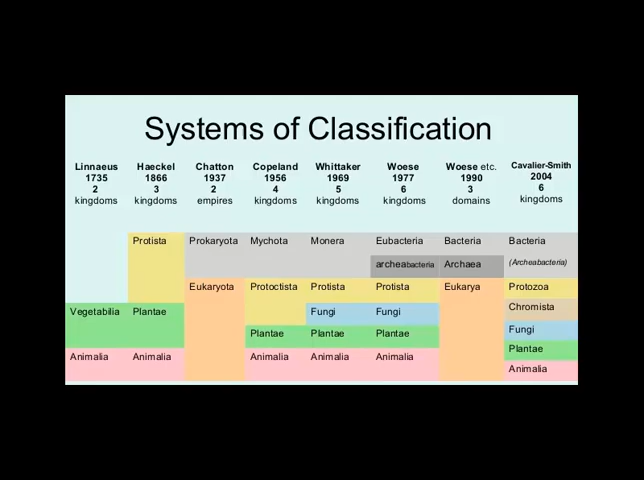 Systems of Classification
Linnaeus Haeckel Chatton Copeland Whittaker Woese Woese etc. Cavalier-Smith
1735 1866 1937 1956 1969 1977 1990 2004
2 3 2 4 5 6 3 6
kingdoms kingdoms empires kingdoms kingdoms kingdoms domains kingdoms
Protista Prokaryota Mychota Monera Eubacteria Bacteria Bacteria
archeabacteria Archaea (Archeabacteria)
Eukaryota Protoctista Protista Protista Eukarya Protozoa
Chromista
Vegetabilia Plantae Fungi Fungi
Fungi
Plantae Plantae Plantae
Plantae
Animalia Animalia Animalia Animalia Animalia
Animalia